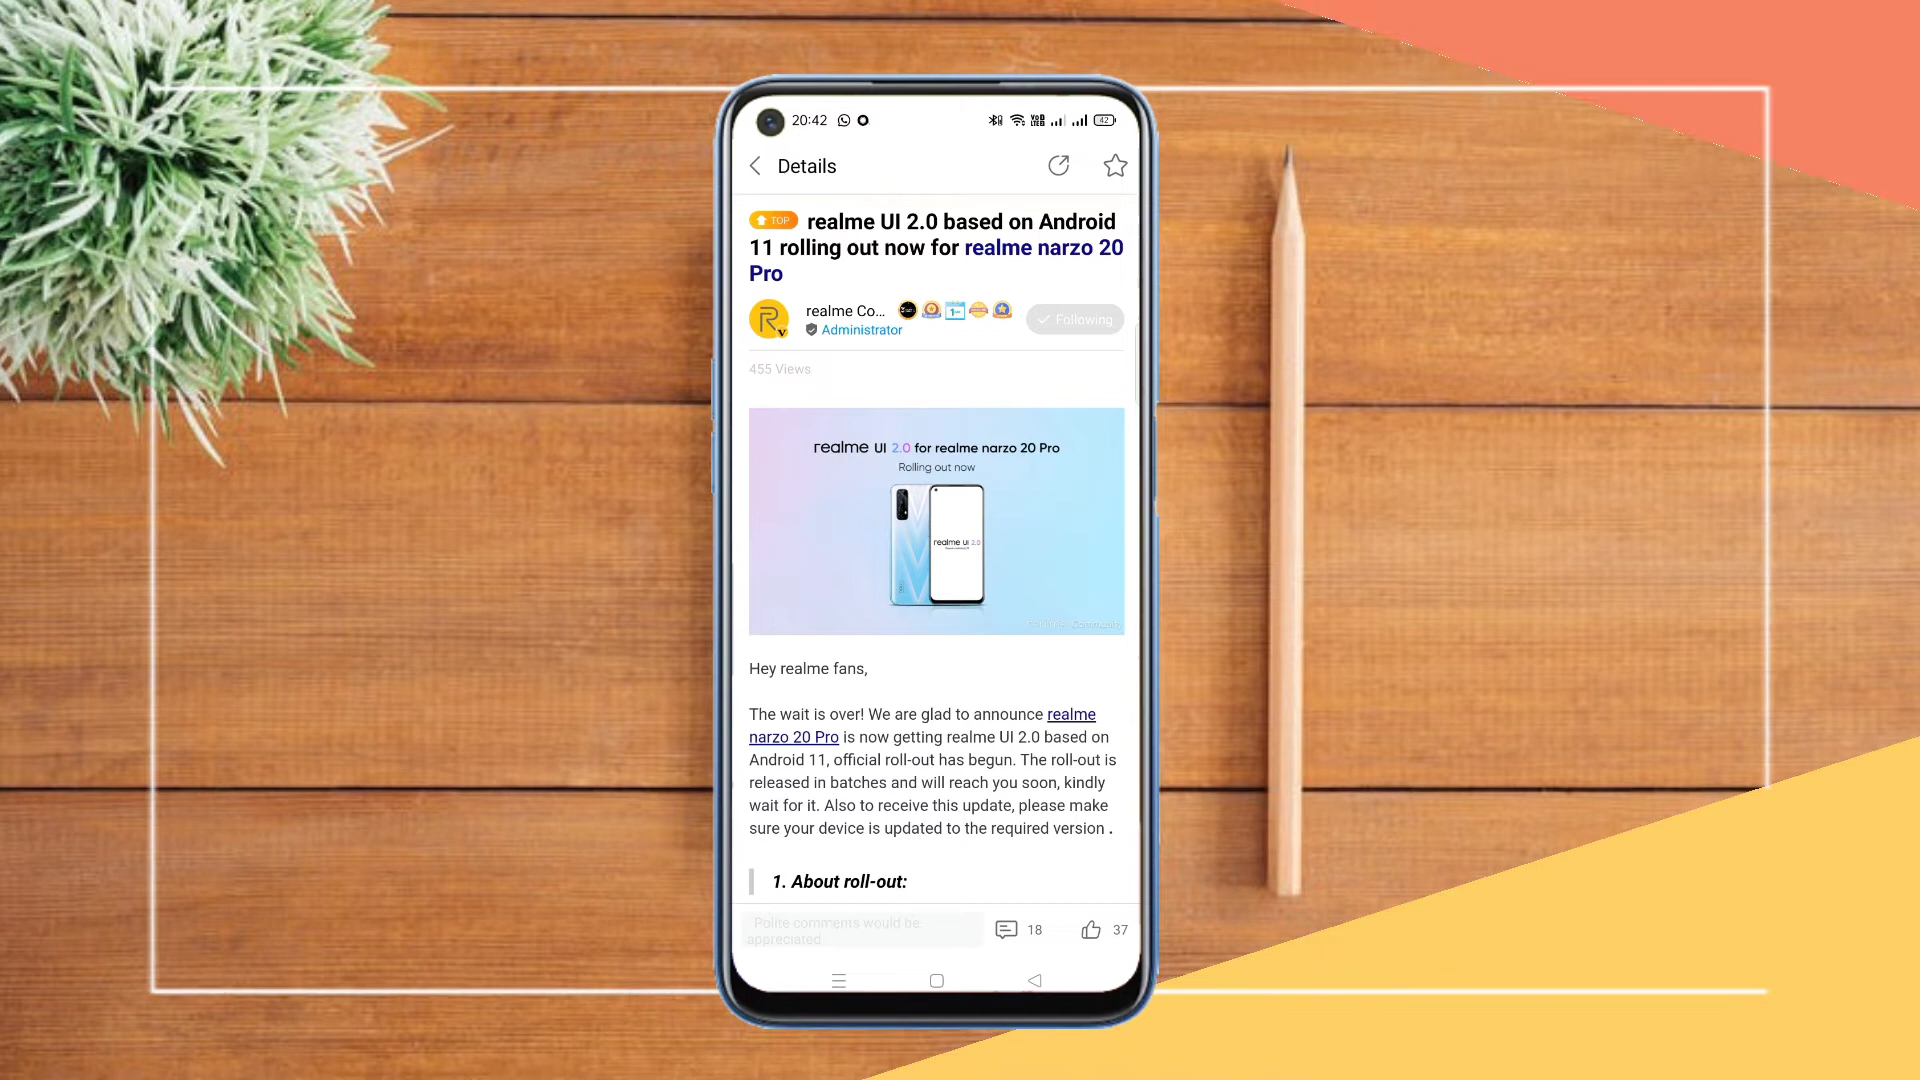 20:42
42
Details
TOP realme UI 2.0 based on Android
11 rolling out now for realme narzo 20
Pro
realme Co...
Administrator
Following
455 Views
realme UI 2.0 for realme narzo 20 Pro
Rolling out now
realme UI 2.0
Hey realme fans,
The wait is over! We are glad to announce realme
narzo 20 Pro is now getting realme UI 2.0 based on
Android 11, official roll-out has begun. The roll-out is
released in batches and will reach you soon, kindly
wait for it. Also to receive this update, please make
sure your device is updated to the required version .
1. About roll-out:
Polite comments would be
appreciated
18
37